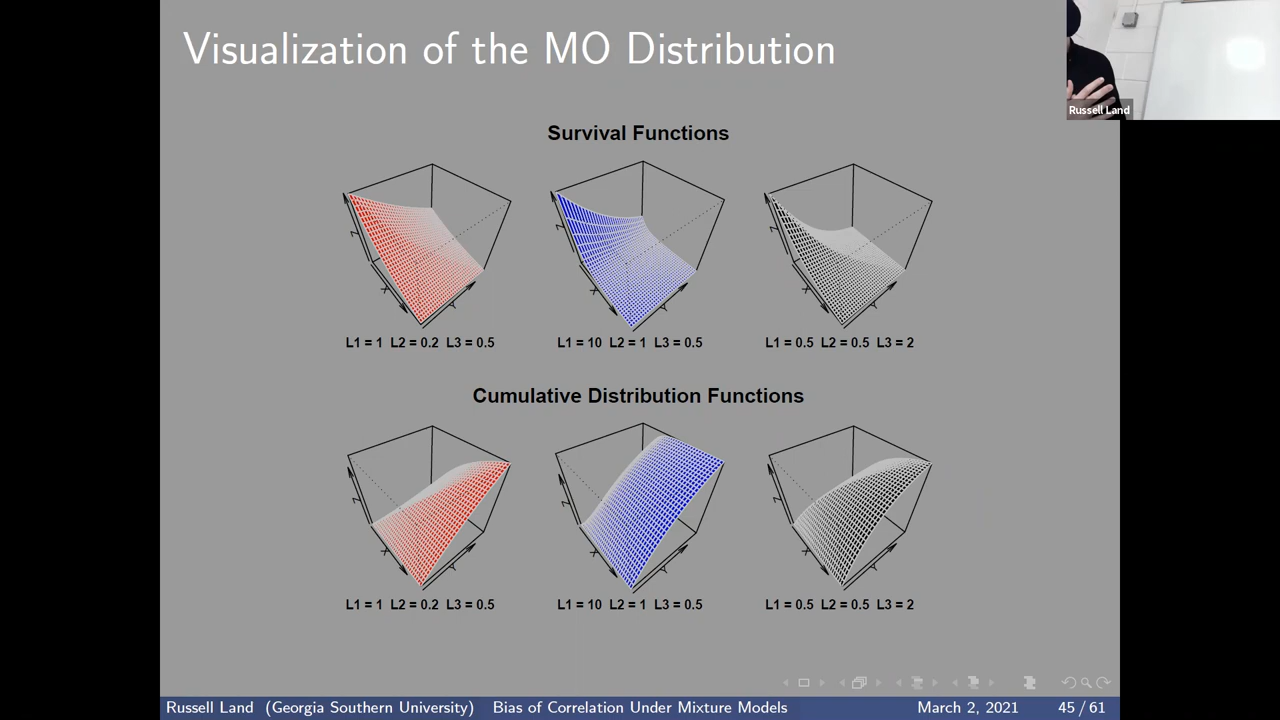 Visualization of the MO Distribution
Russell Land
Survival Functions
Z X Y
Z X Y
Z X Y
L1 = 1 L2 = 0.2 L3 = 0.5
L1 = 10 L2 = 1 L3 = 0.5
L1 = 0.5 L2 = 0.5 L3 = 2
Cumulative Distribution Functions
Z X Y
Z X Y
Z X Y
L1 = 1 L2 = 0.2 L3 = 0.5
L1 = 10 L2 = 1 L3 = 0.5
L1 = 0.5 L2 = 0.5 L3 = 2
Russell Land (Georgia Southern University) Bias of Correlation Under Mixture Models March 2, 2021 45 / 61